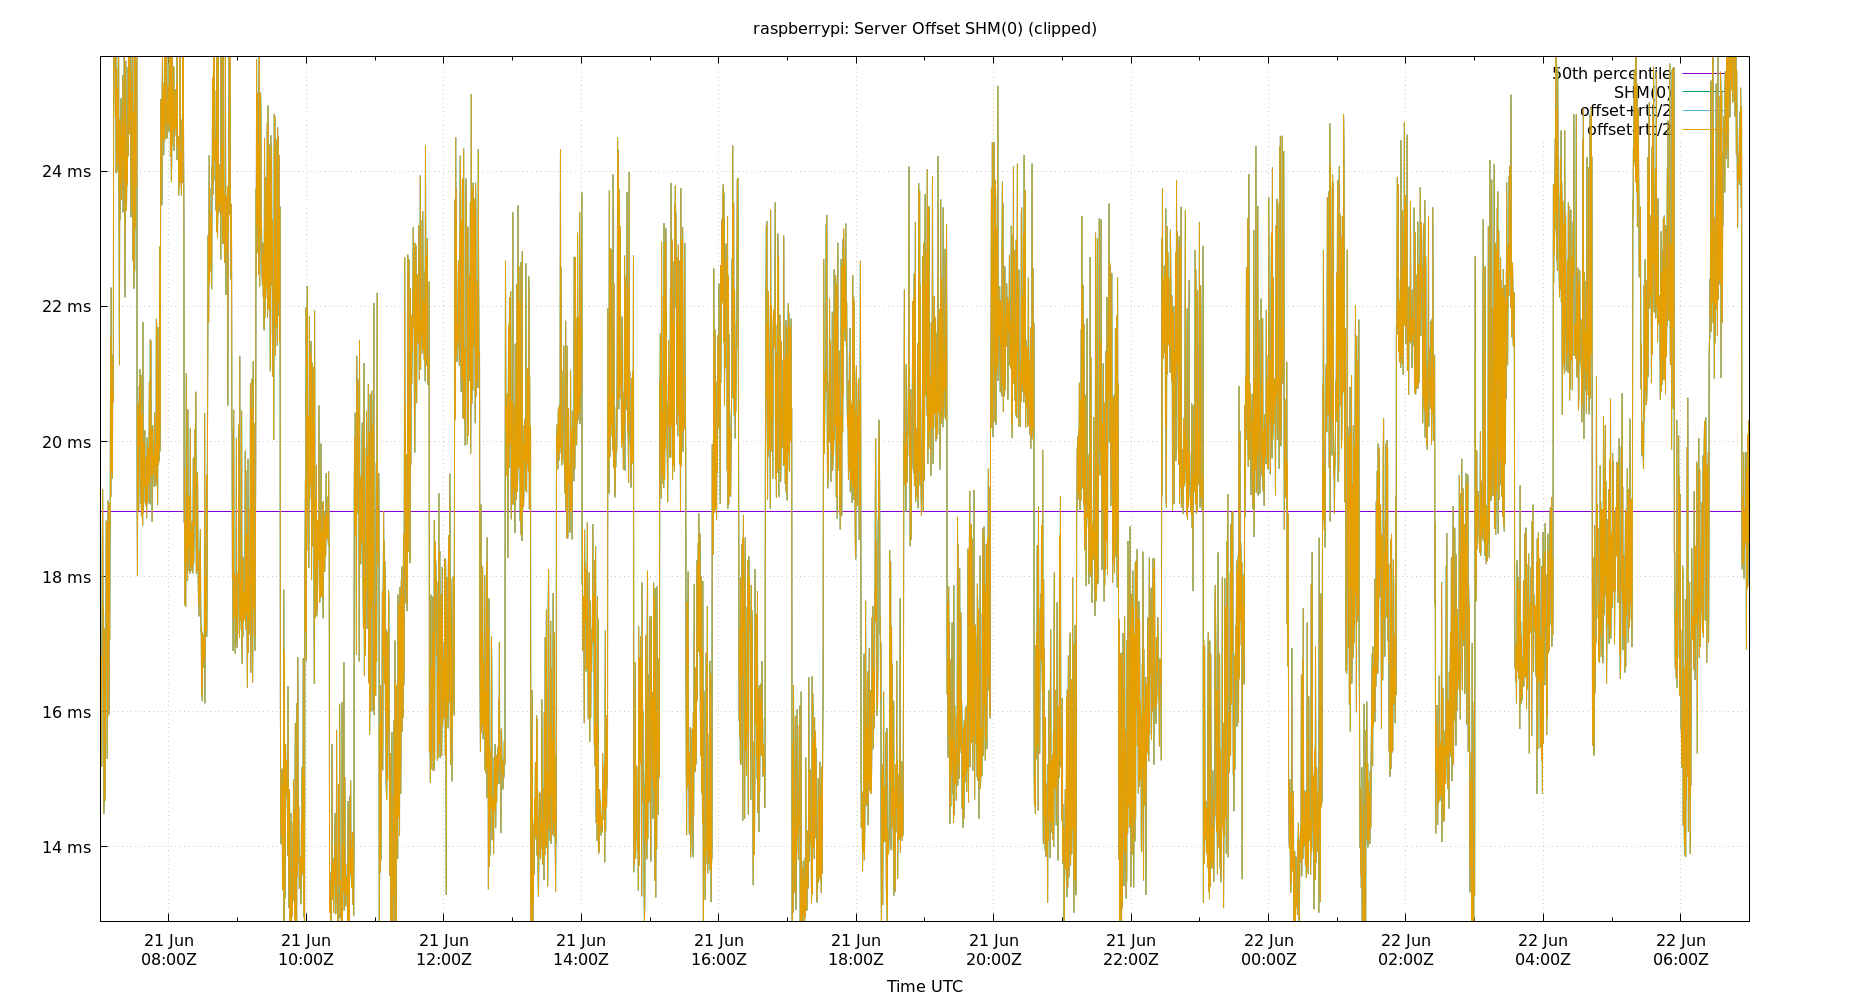 raspberrypi: Server Offset SHM(0) (clipped)
50th percentile
SHM(0)
offset+rtt/2
offset-rtt/2
24 ms
22 ms
20 ms
18 ms
16 ms
14 ms
21 Jun 08:00Z
21 Jun 10:00Z
21 Jun 12:00Z
21 Jun 14:00Z
21 Jun 16:00Z
21 Jun 18:00Z
21 Jun 20:00Z
21 Jun 22:00Z
22 Jun 00:00Z
22 Jun 02:00Z
22 Jun 04:00Z
22 Jun 06:00Z
Time UTC